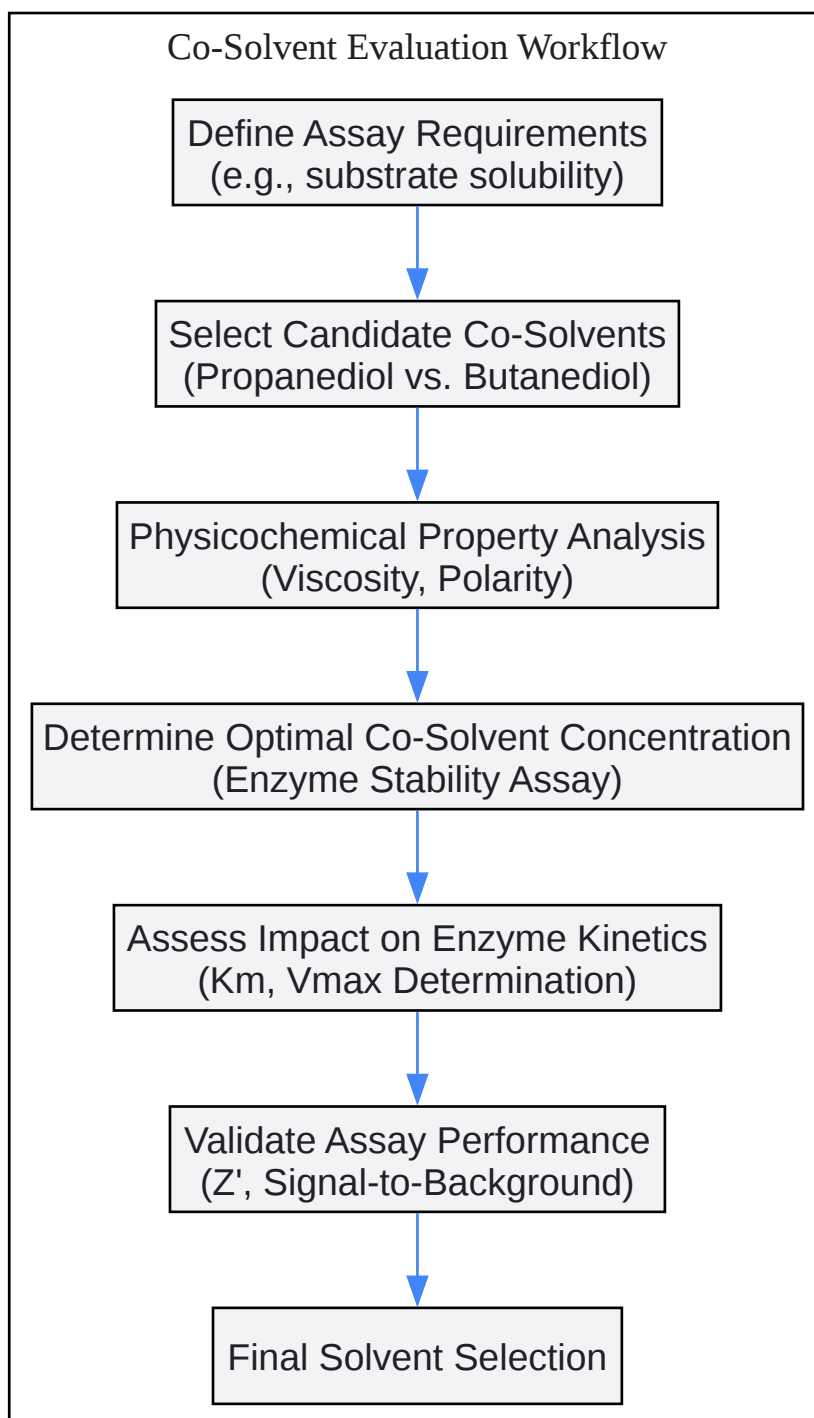 Co-Solvent Evaluation Workflow
Define Assay Requirements
(e.g., substrate solubility)
Select Candidate Co-Solvents
(Propanediol vs. Butanediol)
Physicochemical Property Analysis
(Viscosity, Polarity)
Determine Optimal Co-Solvent Concentration
(Enzyme Stability Assay)
Assess Impact on Enzyme Kinetics
(Km, Vmax Determination)
Validate Assay Performance
(Z', Signal-to-Background)
Final Solvent Selection